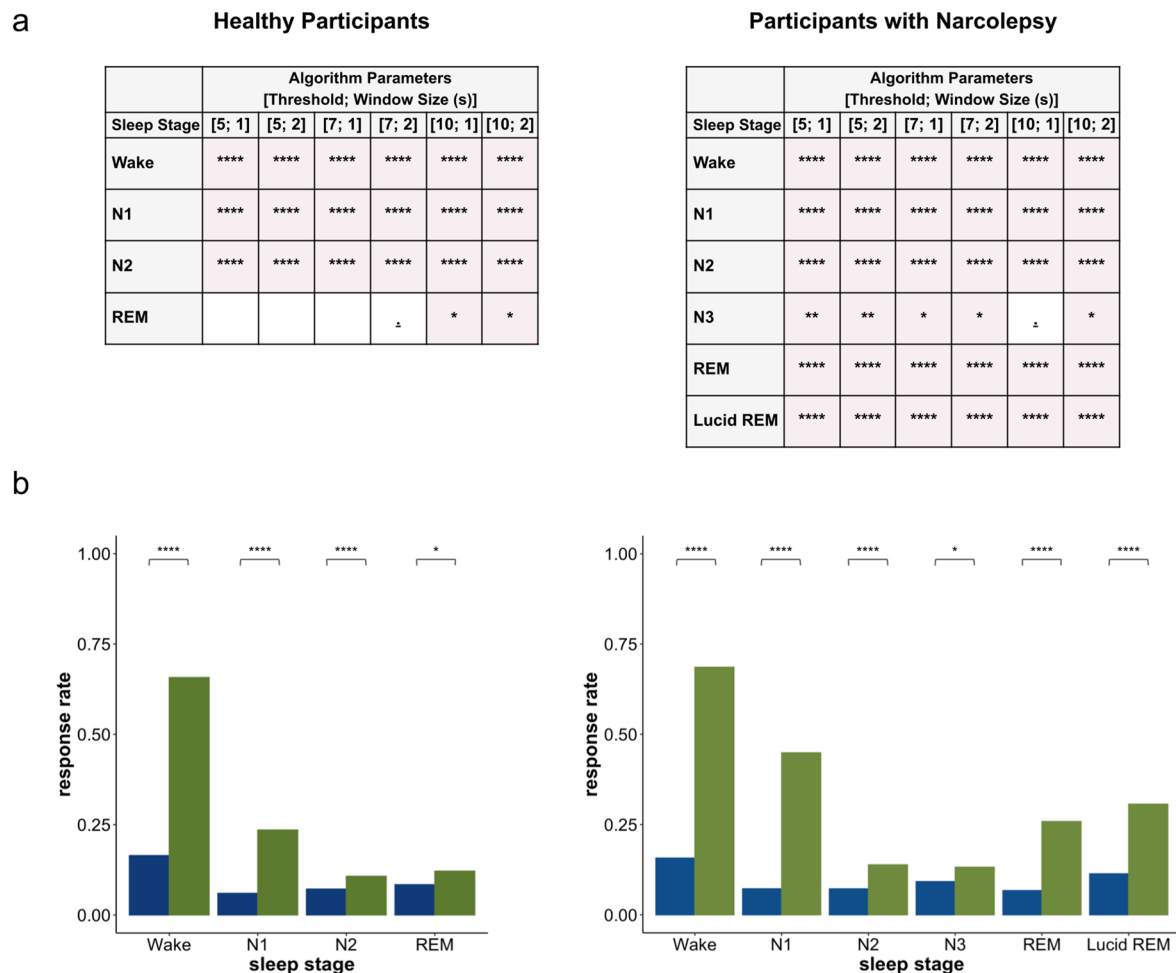 a
Healthy Participants
Participants with Narcolepsy
Algorithm Parameters
[Threshold; Window Size (s)]
Sleep Stage [5; 1] [5; 2] [7; 1] [7; 2] [10; 1] [10; 2]
Wake **** **** **** **** **** ****
N1 **** **** **** **** **** ****
N2 **** **** **** **** **** ****
REM . * *
Algorithm Parameters
[Threshold; Window Size (s)]
Sleep Stage [5; 1] [5; 2] [7; 1] [7; 2] [10; 1] [10; 2]
Wake **** **** **** **** **** ****
N1 **** **** **** **** **** ****
N2 **** **** **** **** **** ****
N3 ** ** * * . *
REM **** **** **** **** **** ****
Lucid REM **** **** **** **** **** ****
b
**** **** **** *
1.00
0.75
0.50
0.25
0.00
response rate
Wake N1 N2 REM
sleep stage
**** **** **** * **** ****
1.00
0.75
0.50
0.25
0.00
response rate
Wake N1 N2 N3 REM Lucid REM
sleep stage